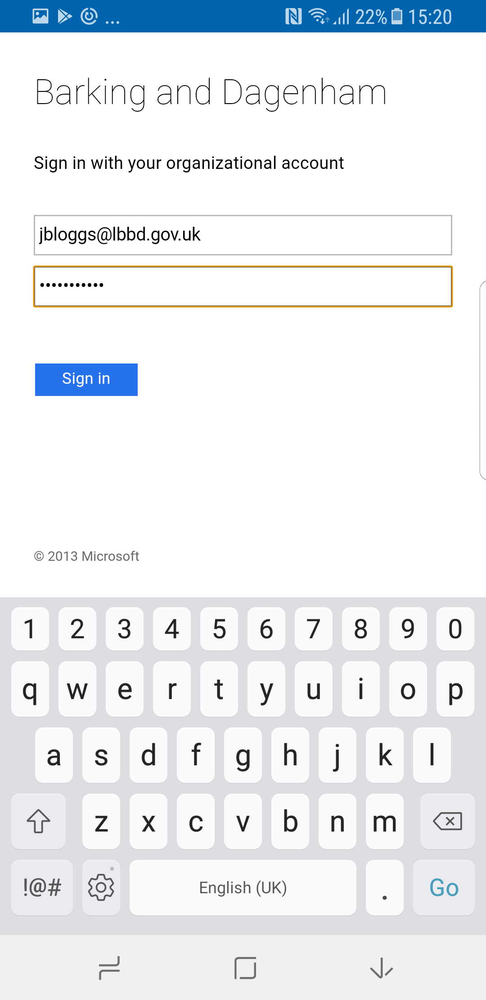 ... 22% 15:20
Barking and Dagenham
Sign in with your organizational account
jbloggs@lbbd.gov.uk
•••••••••••
Sign in
© 2013 Microsoft
1 2 3 4 5 6 7 8 9 0
q w e r t y u i o p
a s d f g h j k l
z x c v b n m
!@# English (UK) . Go